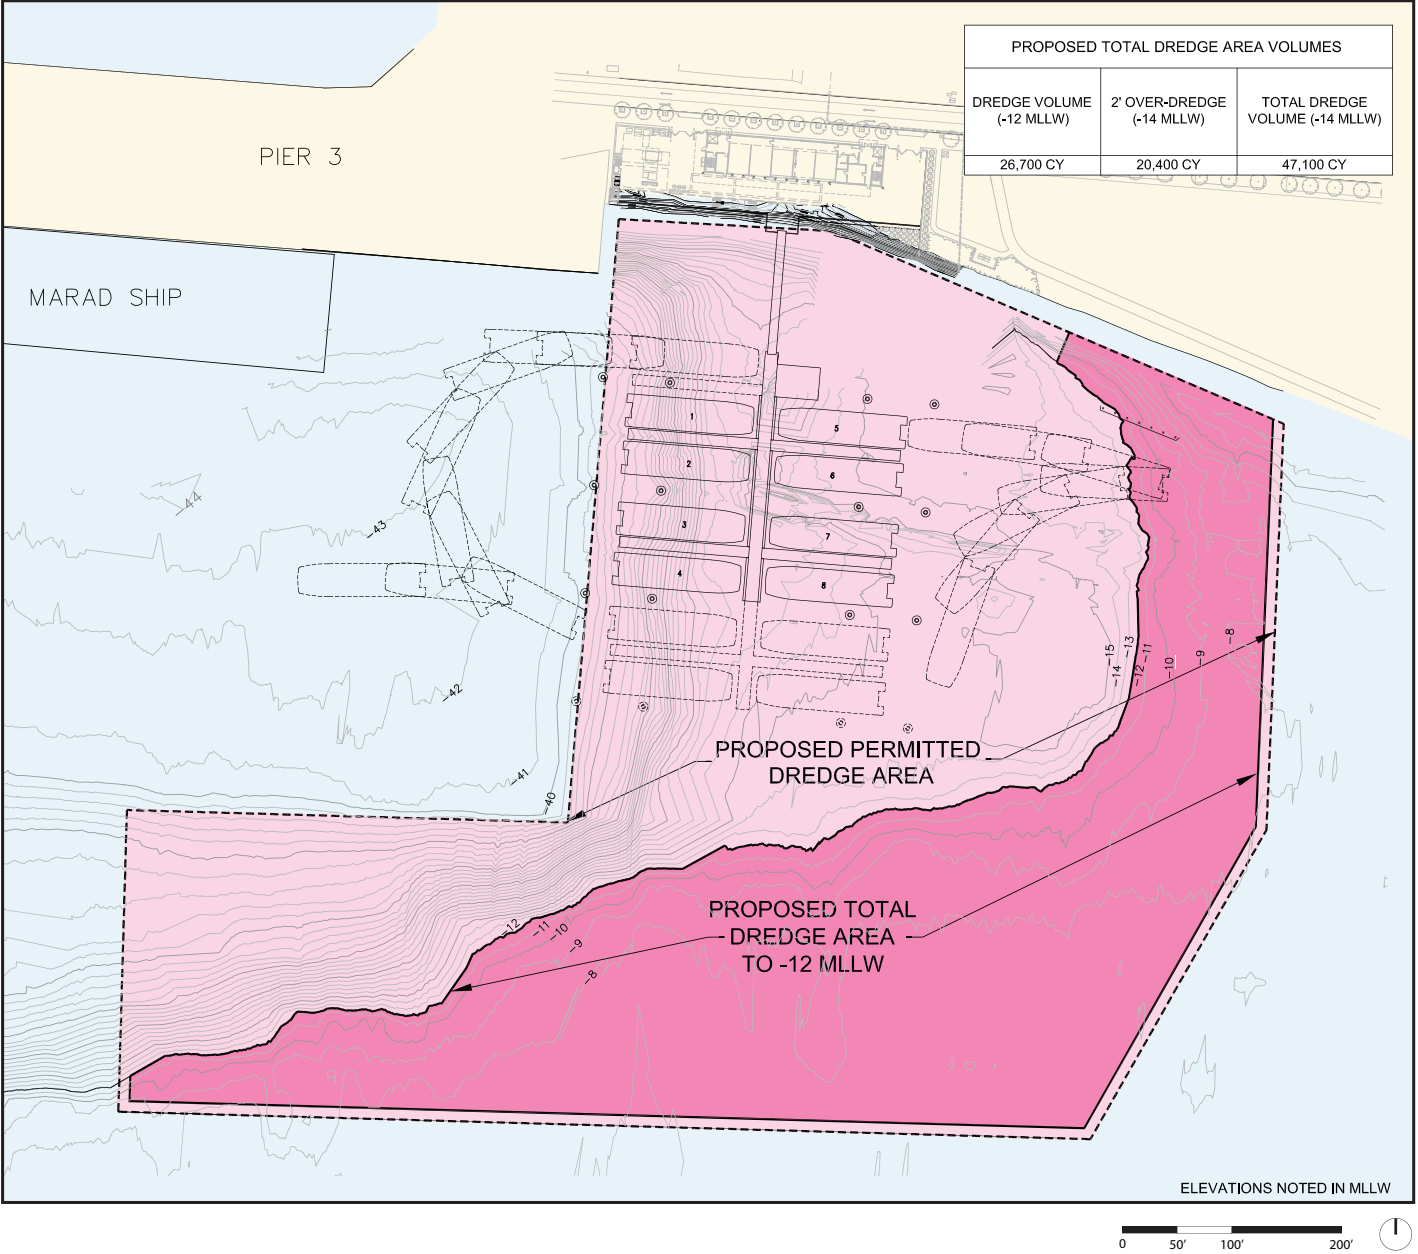 PROPOSED TOTAL DREDGE AREA VOLUMES
DREDGE VOLUME
(-12 MLLW)
2' OVER-DREDGE
(-14 MLLW)
TOTAL DREDGE
VOLUME (-14 MLLW)
26,700 CY
20,400 CY
47,100 CY
PIER 3
MARAD SHIP
1
5
2
6
3
7
4
8
-44
-43
-42
-41
-40
-15
-14
-13
-12
-11
-10
-9
-8
PROPOSED PERMITTED
DREDGE AREA
PROPOSED TOTAL
DREDGE AREA
TO -12 MLLW
-12
-11
-10
-9
-8
ELEVATIONS NOTED IN MLLW
0 50' 100' 200'